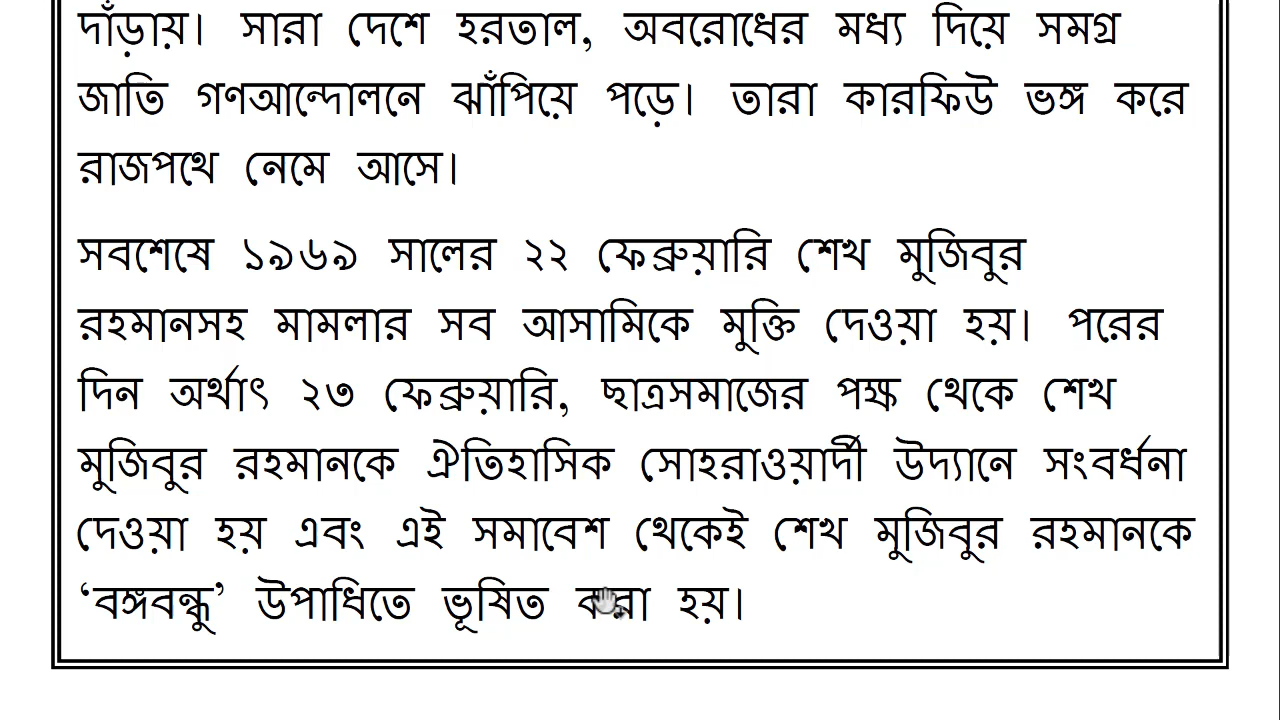 দাঁড়ায়। সারা দেশে হরতাল, অবরোধের মধ্য দিয়ে সমগ্র
জাতি গণআন্দোলনে ঝাঁপিয়ে পড়ে। তারা কারফিউ ভঙ্গ করে
রাজপথে নেমে আসে।
সবশেষে ১৯৬৯ সালের ২২ ফেব্রুয়ারি শেখ মুজিবুর
রহমানসহ মামলার সব আসামিকে মুক্তি দেওয়া হয়। পরের
দিন অর্থাৎ ২৩ ফেব্রুয়ারি, ছাত্রসমাজের পক্ষ থেকে শেখ
মুজিবুর রহমানকে ঐতিহাসিক সোহরাওয়ার্দী উদ্যানে সংবর্ধনা
দেওয়া হয় এবং এই সমাবেশ থেকেই শেখ মুজিবুর রহমানকে
‘বঙ্গবন্ধু’ উপাধিতে ভূষিত করা হয়।